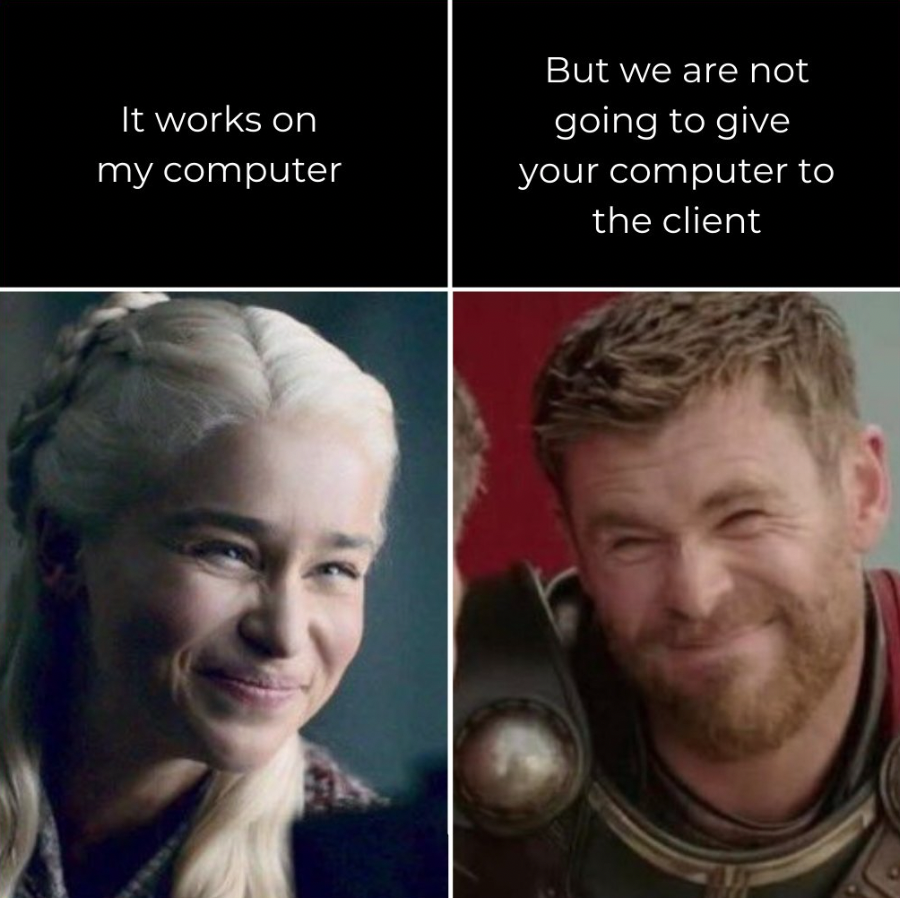 It works on
my computer
But we are not
going to give
your computer to
the client